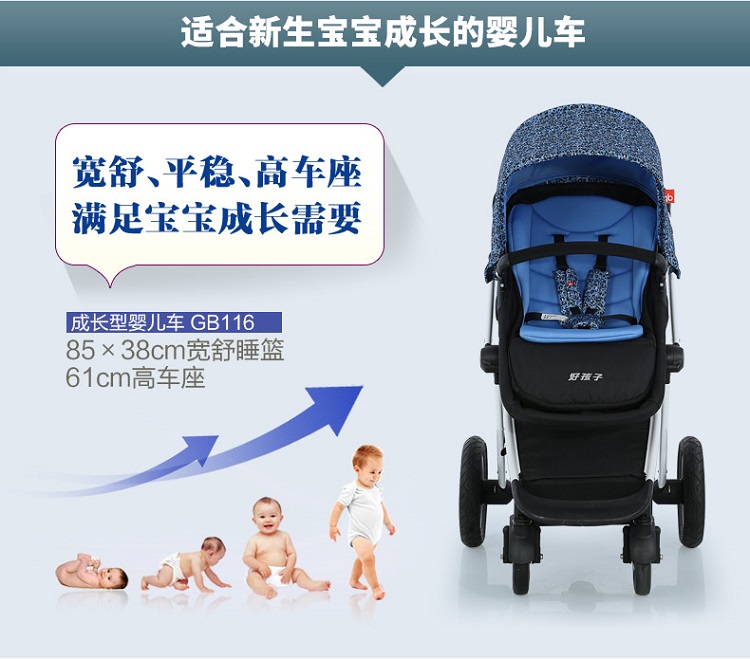 适合新生宝宝成长的婴儿车
宽舒、平稳、高车座
满足宝宝成长需要
成长型婴儿车 GB116
85×38cm宽舒睡篮
61cm高车座
好孩子